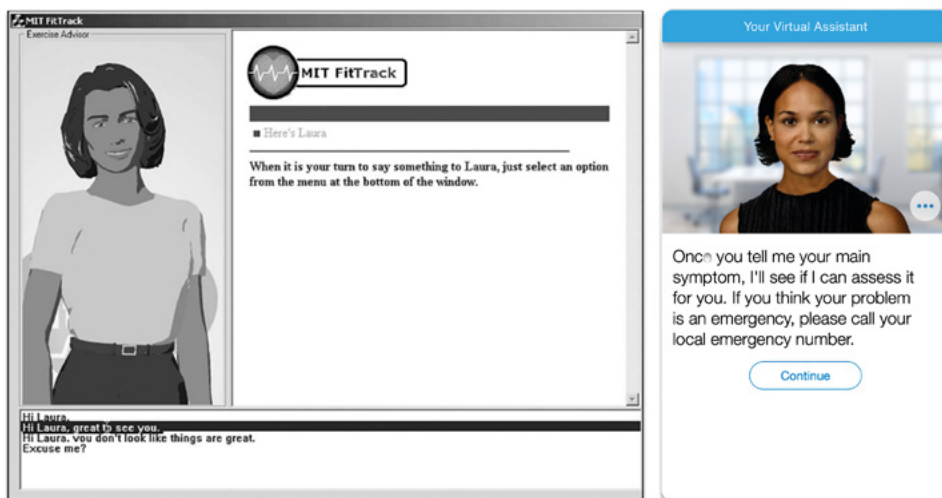 MIT FitTrack
Exercise Advisor
MIT FitTrack
Here's Laura
When it is your turn to say something to Laura, just select an option
from the menu at the bottom of the window.
Hi Laura.
Hi Laura, great to see you.
Hi Laura. you don't look like things are great.
Excuse me?
Your Virtual Assistant
Once you tell me your main
symptom, I'll see if I can assess it
for you. If you think your problem
is an emergency, please call your
local emergency number.
Continue